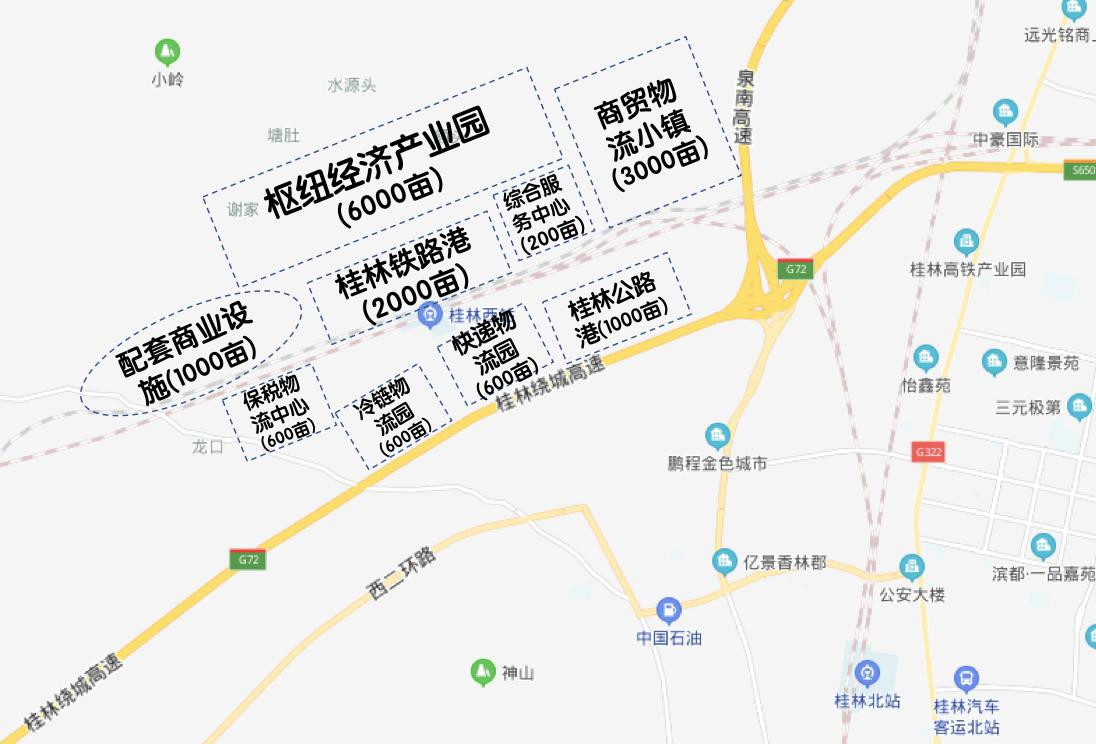 远光铭商
小岭
水源头
泉南高速
塘肚
中豪国际
S650
商贸物
流小镇
(3000亩)
枢纽经济产业园
(6000亩)
谢家
综合服
务中心
(200亩)
桂林铁路港
(2000亩)
桂林高铁产业园
G72
桂林公路
港(1000亩)
桂林西
快递物
流园
(600亩)
配套商业设
施(1000亩)
保税物
流中心
(600亩)
冷链物
流园
(600亩)
桂林绕城高速
怡鑫苑
意隆景苑
三元极第
龙口
鹏程金色城市
G322
G72
西二环路
亿景香林郡
公安大楼
滨都·一品嘉苑
中国石油
神山
桂林绕城高速
桂林北站
桂林汽车
客运北站